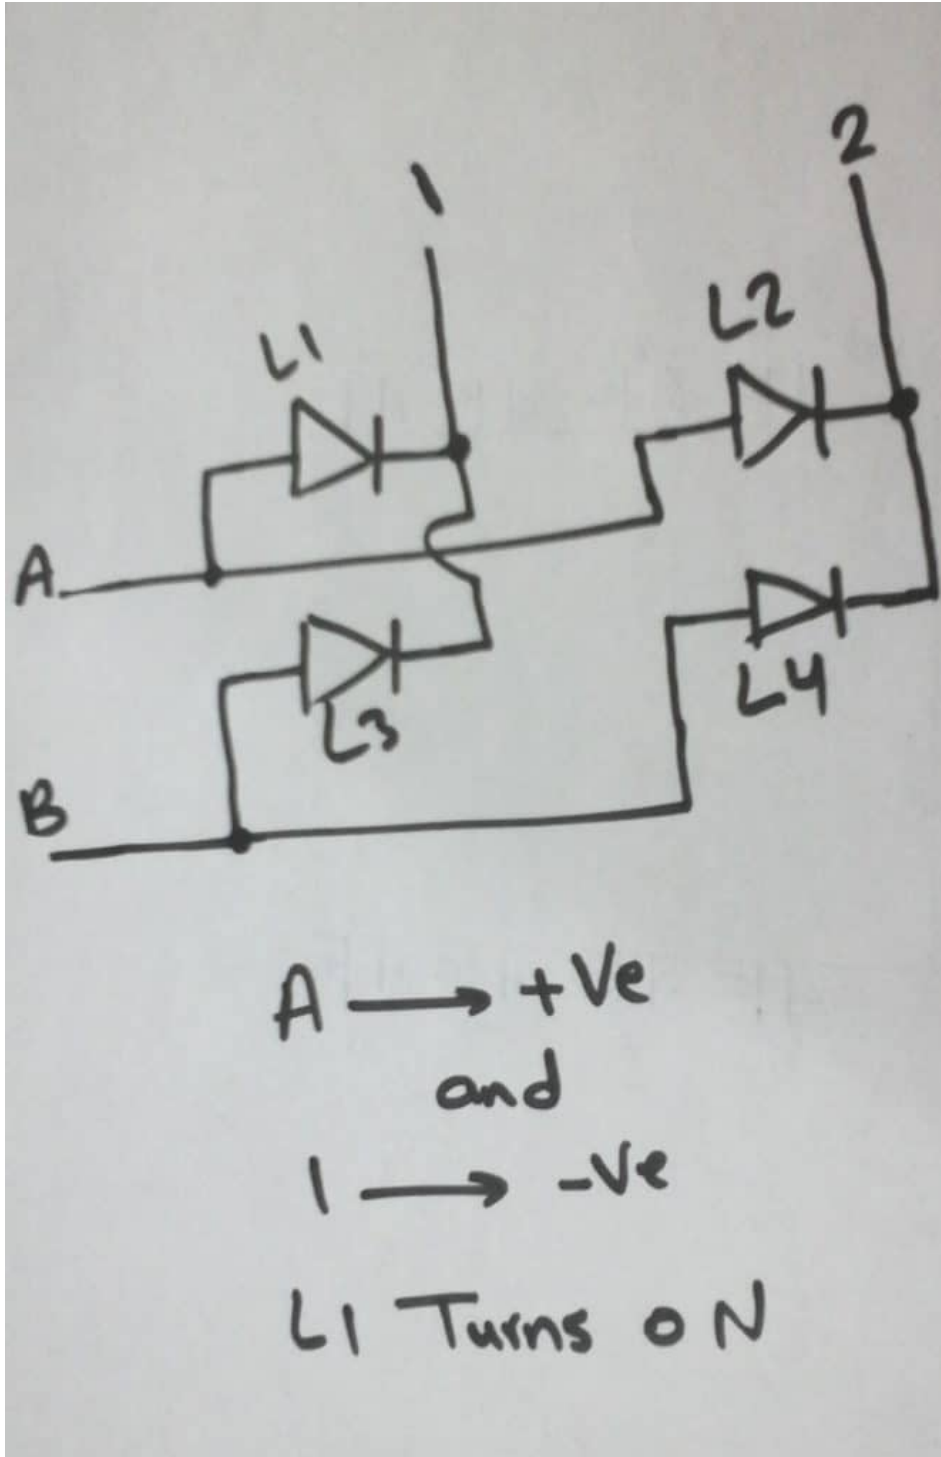 1
2
L1
L2
A
L3
L4
B
A → +Ve
and
1 → -Ve
L1 Turns ON